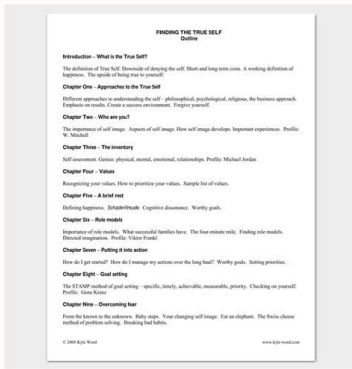 FINDING THE TRUE SELF
Outline
Introduction – What is the True Self?
The definition of True Self. Downside of denying the self. Short and long term costs. A working definition of
happiness. The upside of being true to yourself.
Chapter One – Approaches to the True Self
Different approaches to understanding the self – philosophical, psychological, religious, the business approach.
Emphasis on results. Create a success environment. Forgive yourself.
Chapter Two – Who are you?
The importance of self image. Aspects of self image. How self image develops. Important experiences. Profile:
W. Mitchell
Chapter Three – The inventory
Self assessment. Genius: physical, mental, emotional, relationships. Profile: Michael Jordan
Chapter Four – Values
Recognizing your values. How to prioritize your values. Sample list of values.
Chapter Five – A brief rest
Defining happiness. Schadenfreude. Cognitive dissonance. Worthy goals.
Chapter Six – Role models
Importance of role models. What successful families have. The four-minute mile. Finding role models.
Directed imagination. Profile: Viktor Frankl
Chapter Seven – Putting it into action
How do I get started? How do I manage my actions over the long haul? Worthy goals. Setting priorities.
Chapter Eight – Goal setting
The STAMP method of goal setting – specific, timely, achievable, measurable, priority. Checking on yourself.
Profile: Gene Kranz
Chapter Nine – Overcoming fear
From the known to the unknown. Baby steps. Your changing self image. Eat an elephant. The Swiss cheese
method of problem solving. Breaking bad habits.
© 2008 Kyle Wood
www.kyle-wood.com